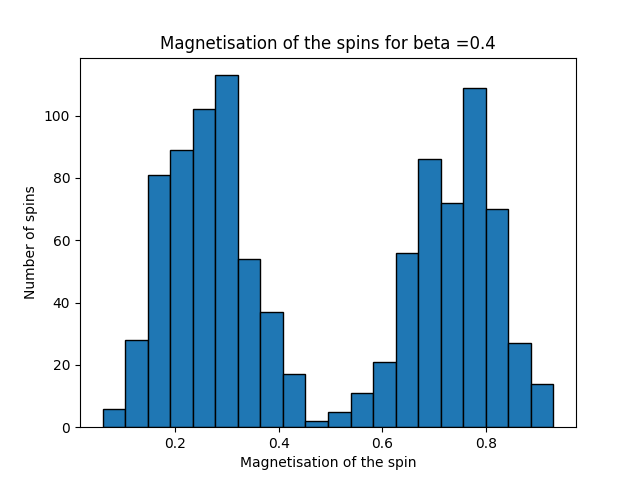 Magnetisation of the spins for beta =0.4
Number of spins
100
80
60
40
20
0
0.2 0.4 0.6 0.8
Magnetisation of the spin